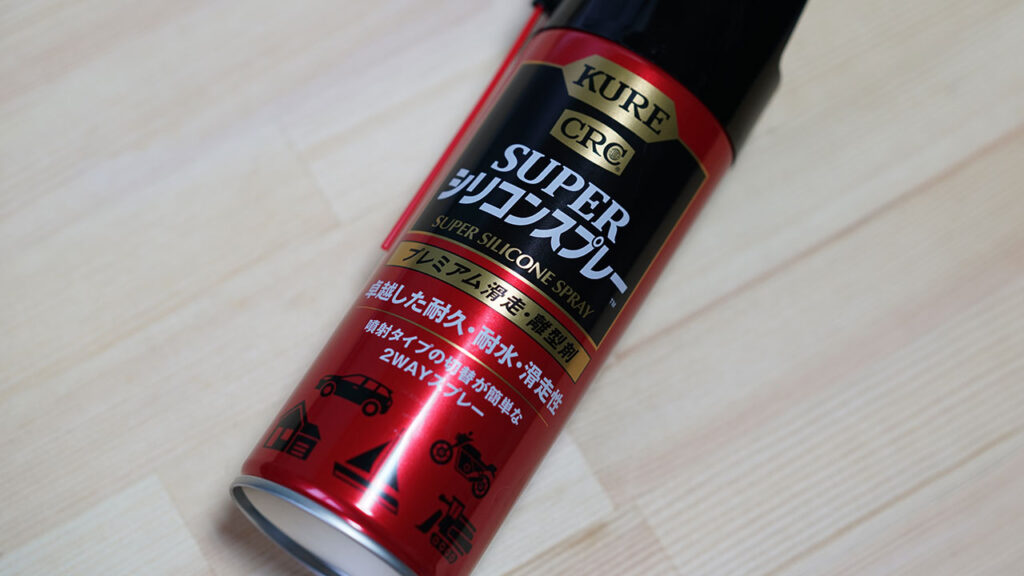 KURE
CRC
SUPER
シリコンスプレー™
SUPER SILICONE SPRAY
プレミアム滑走・離型剤
卓越した耐久・耐水・滑走性
噴射タイプの切替が簡単な
2WAYスプレー